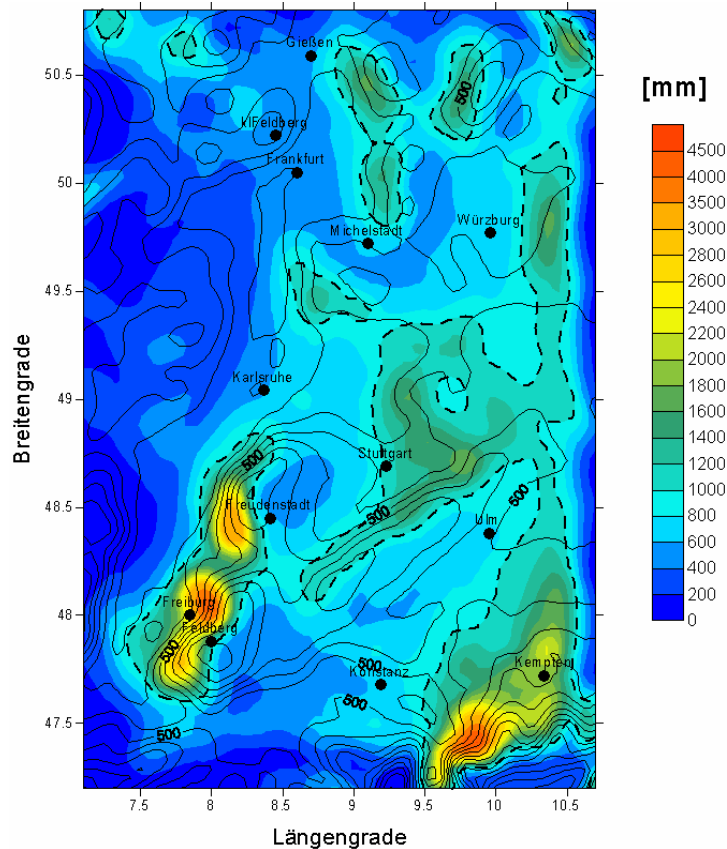 [mm]
4500
4000
3600
3200
2800
2600
2400
2200
2000
1800
1600
1400
1200
1000
800
600
400
200
0
Breitengrade
50.5
50
49.5
49
48.5
48
47.5
Gießen
500
klFeldberg
Frankfurt
Michelstadt
Würzburg
Karlsruhe
500
Stuttgart
500
Freudenstadt
500
Ulm
Freiburg
Feldberg
500
500
Konstanz
Kempten
500
500
7.5
8
8.5
9
9.5
10
10.5
Längengrade